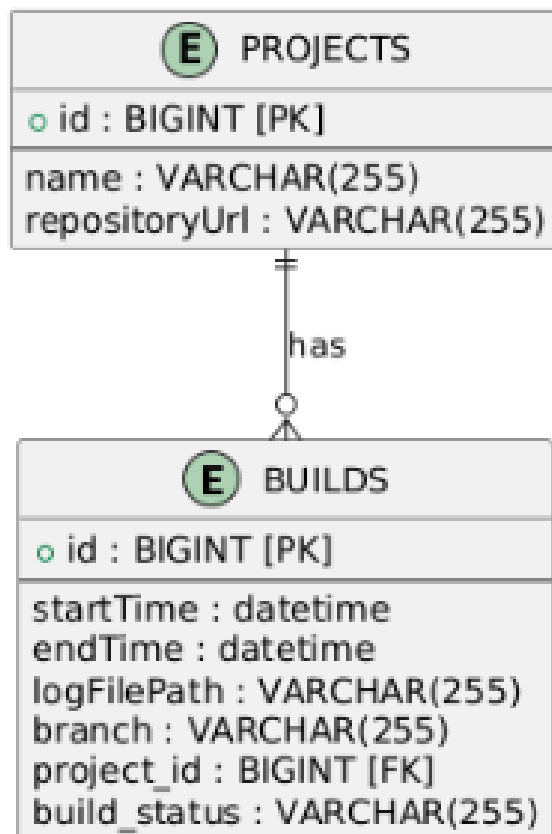 E PROJECTS
id : BIGINT [PK]
name : VARCHAR(255)
repositoryUrl : VARCHAR(255)
has
E BUILDS
id : BIGINT [PK]
startTime : datetime
endTime : datetime
logFilePath : VARCHAR(255)
branch : VARCHAR(255)
project_id : BIGINT [FK]
build_status : VARCHAR(255)